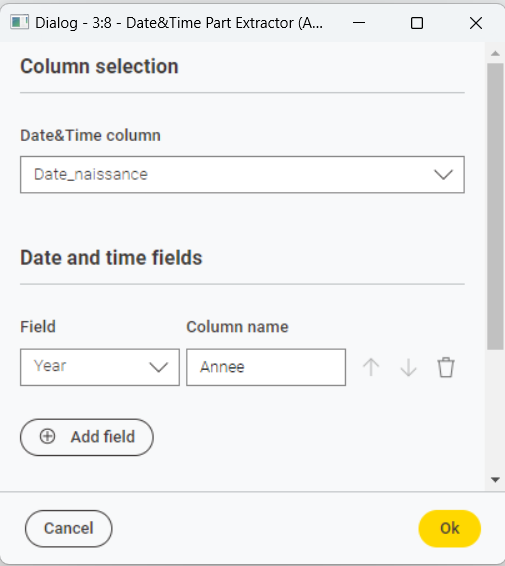 Dialog - 3:8 - Date&Time Part Extractor (A...
Column selection
Date&Time column
Date_naissance
Date and time fields
Field Column name
Year Annee
Add field
Cancel Ok